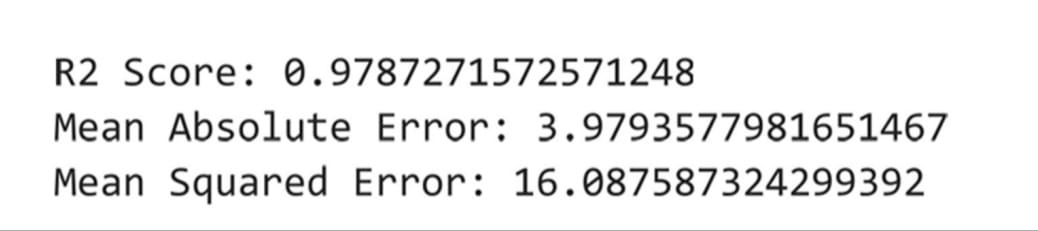 R2 Score: 0.9787271572571248
Mean Absolute Error: 3.9793577981651467
Mean Squared Error: 16.087587324299392